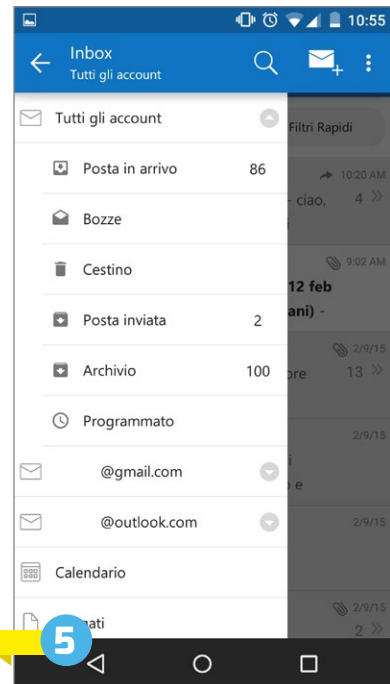 10:55
Inbox
Tutti gli account
Tutti gli account
Filtri Rapidi
Posta in arrivo 86
10:20 AM
ciao, 4
Bozze
Cestino
9:02 AM
12 feb
ani) -
Posta inviata 2
2/9/15
Archivio 100
ore 13
Programmato
2/9/15
i
@gmail.com
o e
@outlook.com
2/9/15
Calendario
2/9/15
ati
2
5